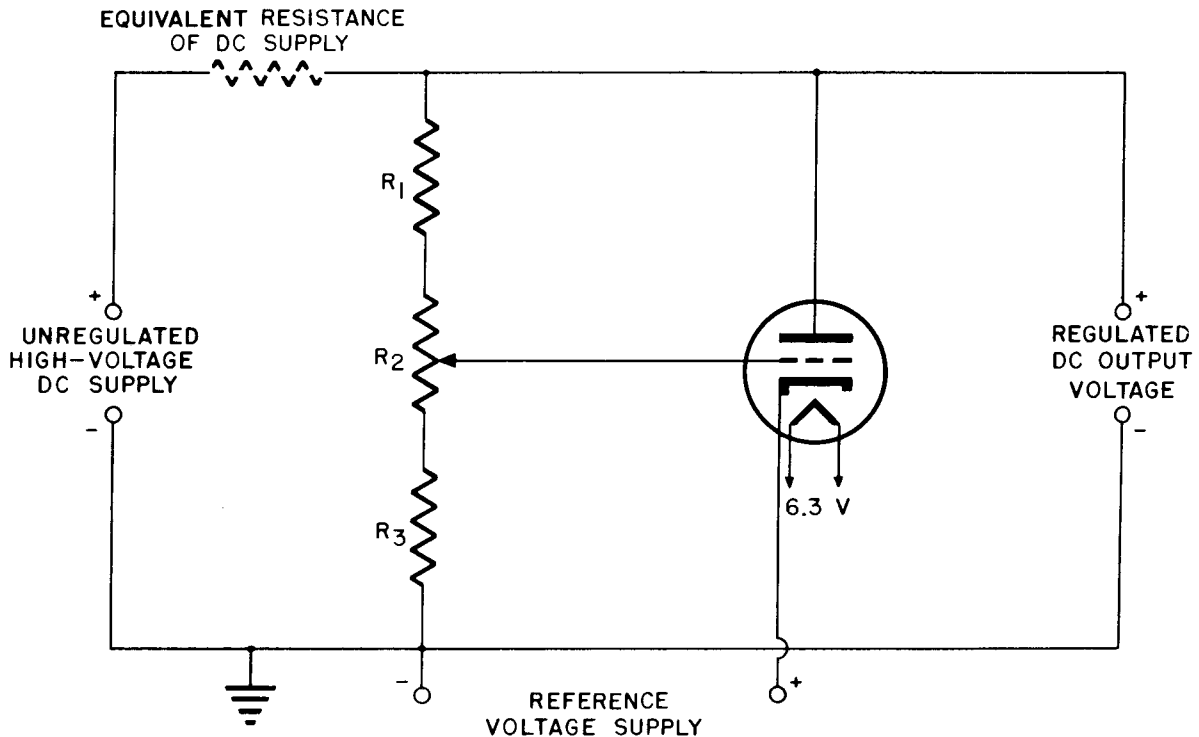 EQUIVALENT RESISTANCE
OF DC SUPPLY
R1
+
UNREGULATED
HIGH-VOLTAGE
DC SUPPLY
-
R2
+
REGULATED
DC OUTPUT
VOLTAGE
-
6.3 V
R3
-
REFERENCE
VOLTAGE SUPPLY
+